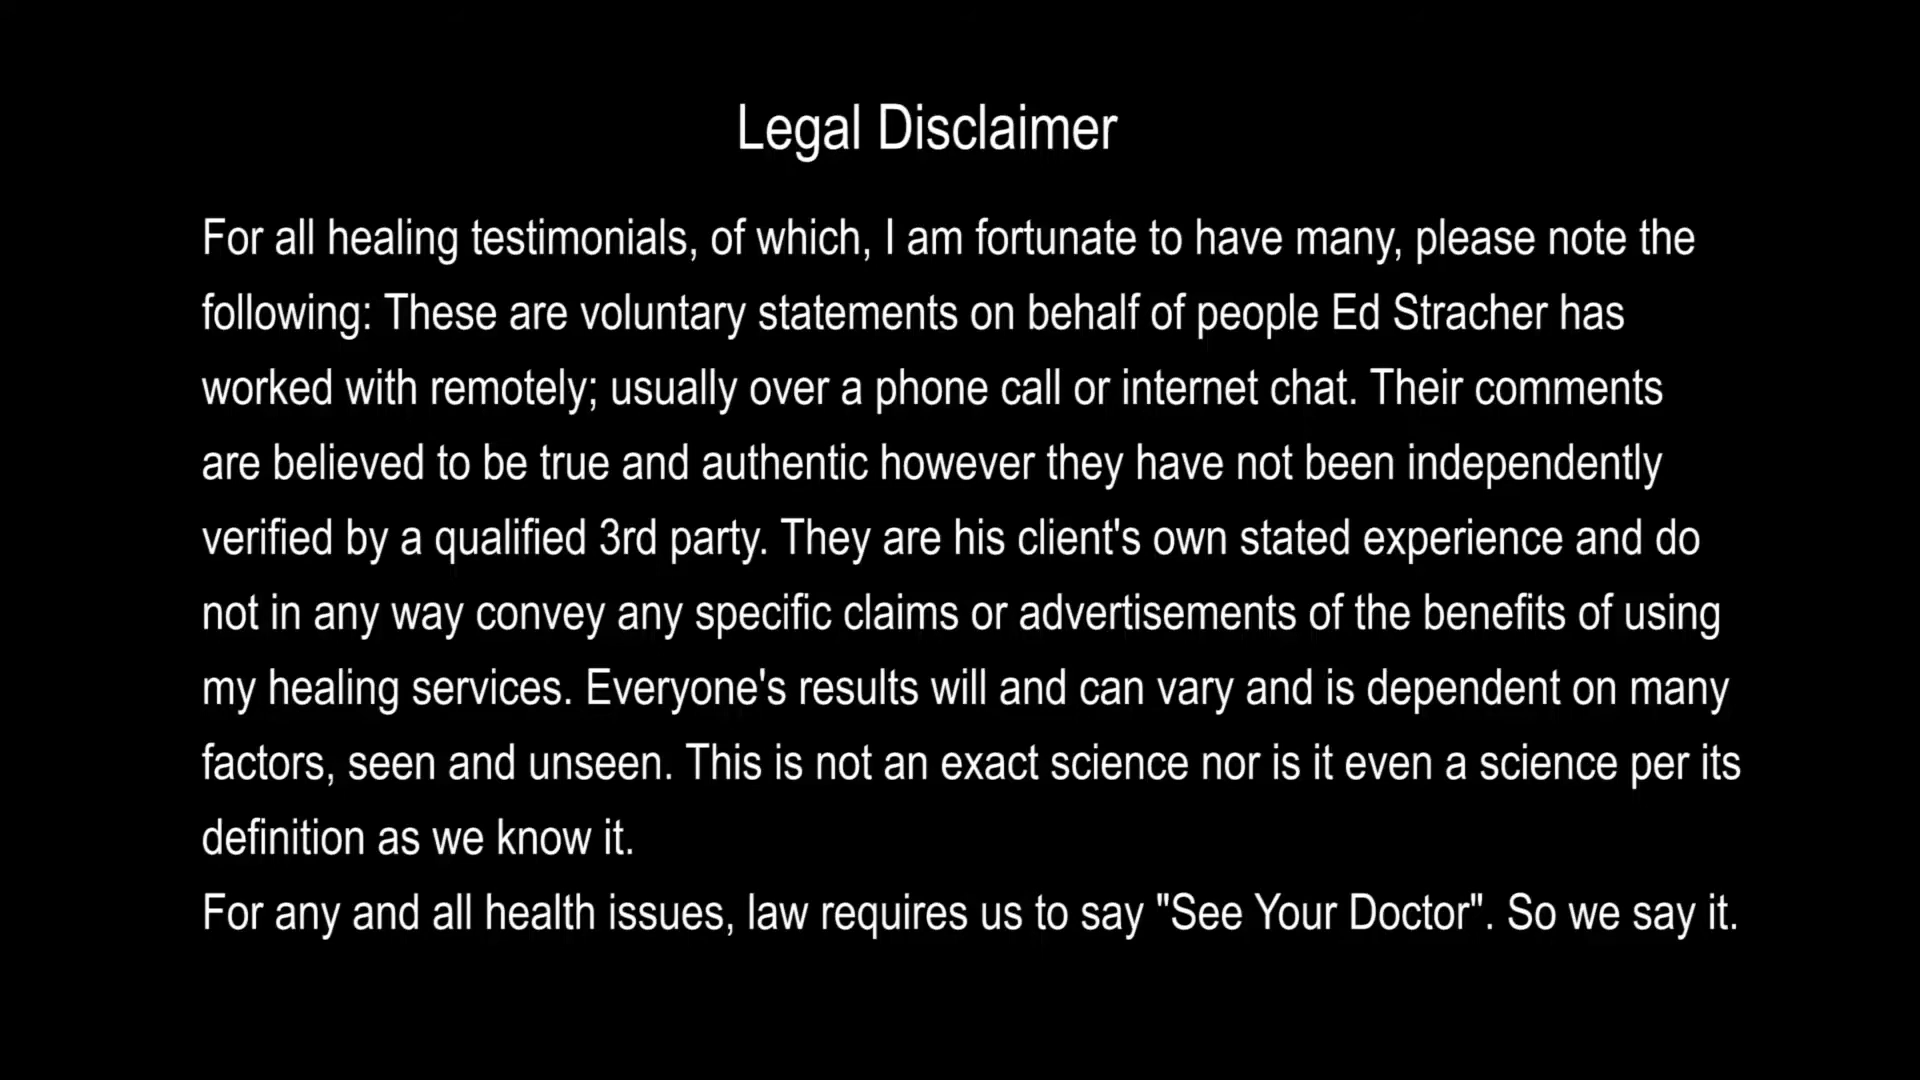 Legal Disclaimer
For all healing testimonials, of which, I am fortunate to have many, please note the
following: These are voluntary statements on behalf of people Ed Stracher has
worked with remotely; usually over a phone call or internet chat. Their comments
are believed to be true and authentic however they have not been independently
verified by a qualified 3rd party. They are his client's own stated experience and do
not in any way convey any specific claims or advertisements of the benefits of using
my healing services. Everyone's results will and can vary and is dependent on many
factors, seen and unseen. This is not an exact science nor is it even a science per its
definition as we know it.
For any and all health issues, law requires us to say "See Your Doctor". So we say it.